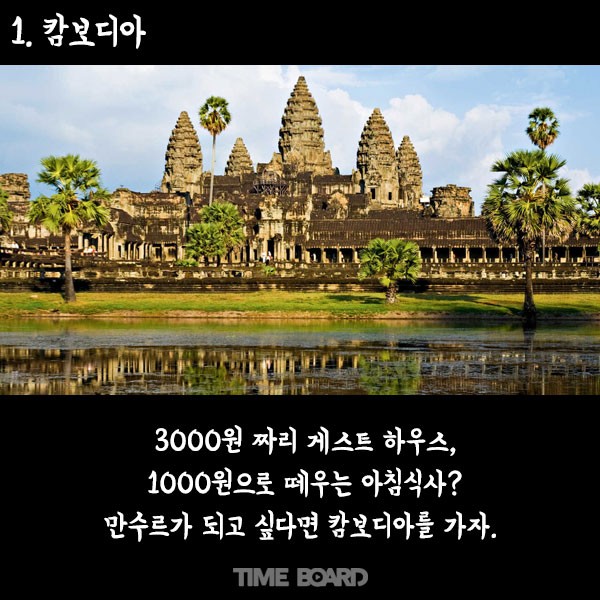 1. 캄보디아
3000원 짜리 게스트 하우스,
1000원으로 떼우는 아침식사?
만수르가 되고 싶다면 캄보디아를 가자.
TIME BOARD